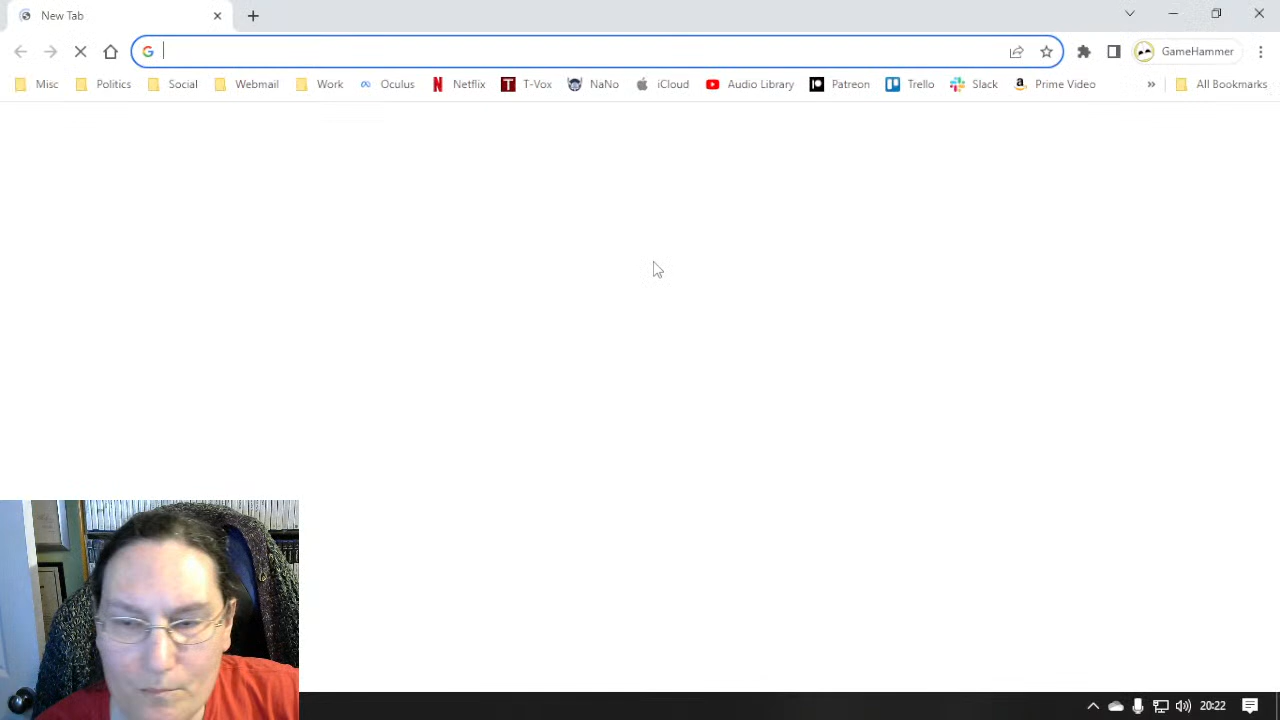 New Tab
GameHammer
Misc Politics Social Webmail Work Oculus Netflix T T-Vox NaNo iCloud Audio Library Patreon Trello Slack a Prime Video » All Bookmarks
20:22